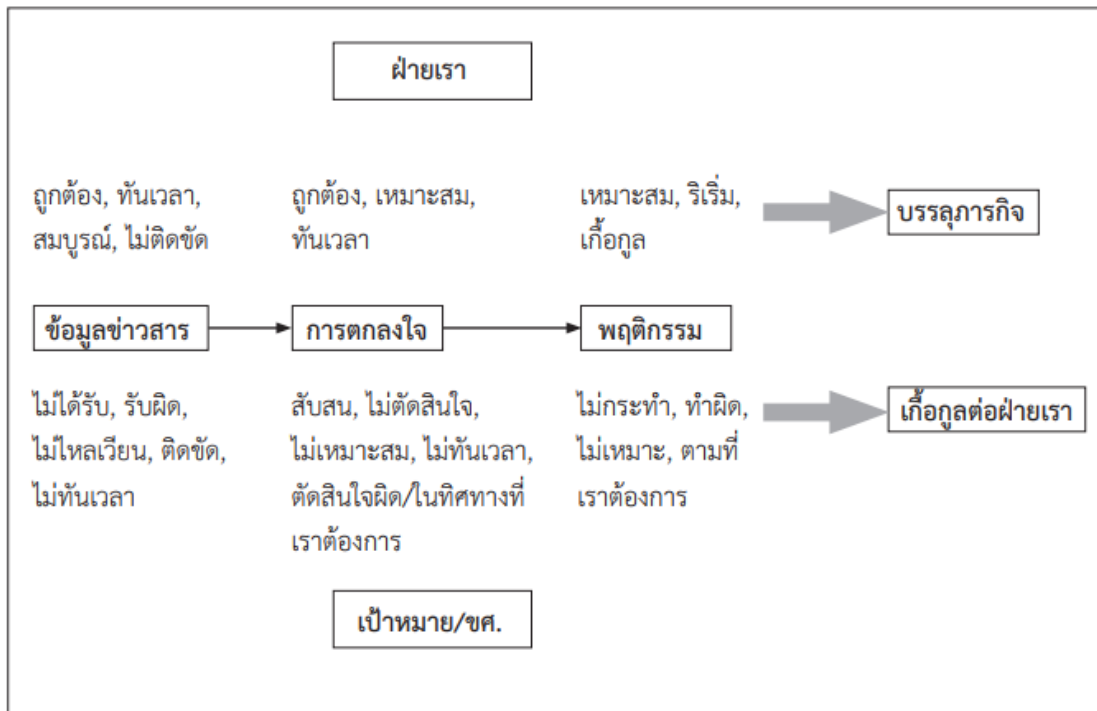 ฝ่ายเรา
ถูกต้อง, ทันเวลา,
สมบูรณ์, ไม่ติดขัด
ถูกต้อง, เหมาะสม,
ทันเวลา
เหมาะสม, ริเริ่ม,
เกื้อกูล
บรรลุภารกิจ
ข้อมูลข่าวสาร
การตกลงใจ
พฤติกรรม
ไม่ได้รับ, รับผิด,
ไม่ไหลเวียน, ติดขัด,
ไม่ทันเวลา
สับสน, ไม่ตัดสินใจ,
ไม่เหมาะสม, ไม่ทันเวลา,
ตัดสินใจผิด/ในทิศทางที่
เราต้องการ
ไม่กระทำ, ทำผิด,
ไม่เหมาะ, ตามที่
เราต้องการ
เกื้อกูลต่อฝ่ายเรา
เป้าหมาย/ขศ.